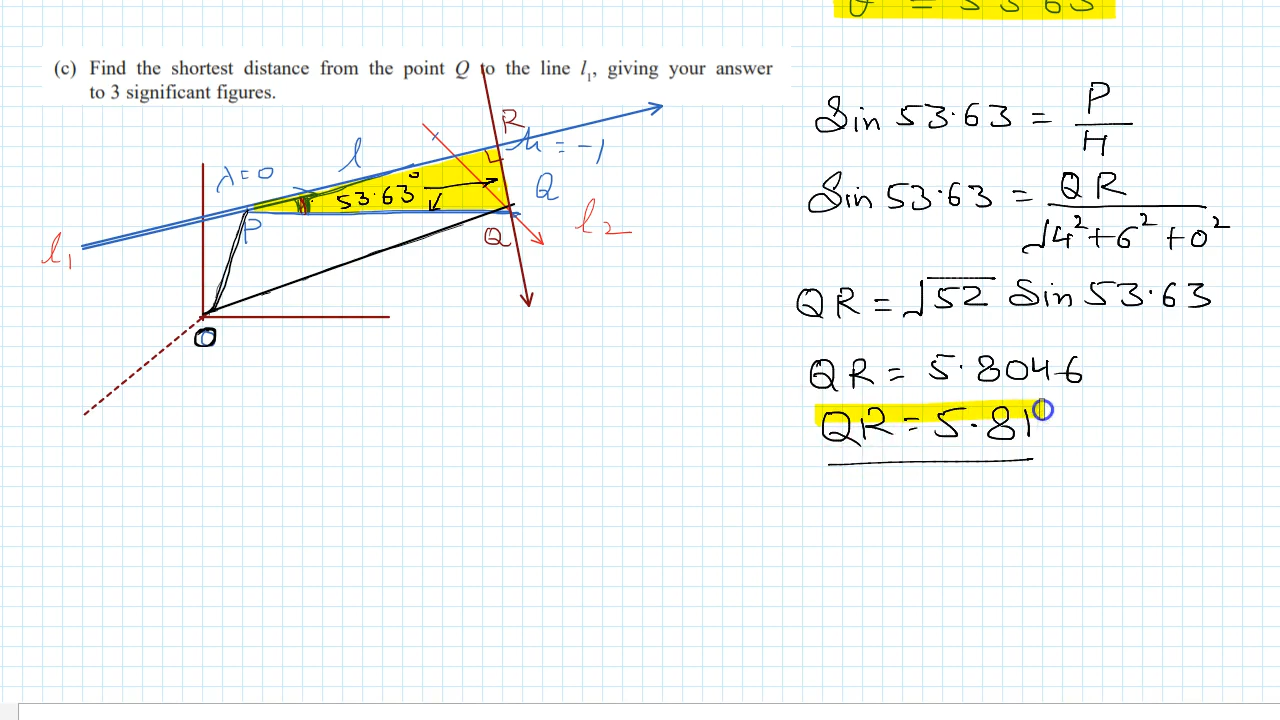 θ = 53.63
(c) Find the shortest distance from the point Q to the line l₁, giving your answer
to 3 significant figures.
R
μ = -1
l
λ=0
53.63°
Q
P
Q
l₂
l₁
O
Sin 53.63 = P/H
Sin 53.63 = QR/√4²+6²+0²
QR = √52 Sin 53.63
QR = 5.8046
QR = 5.81